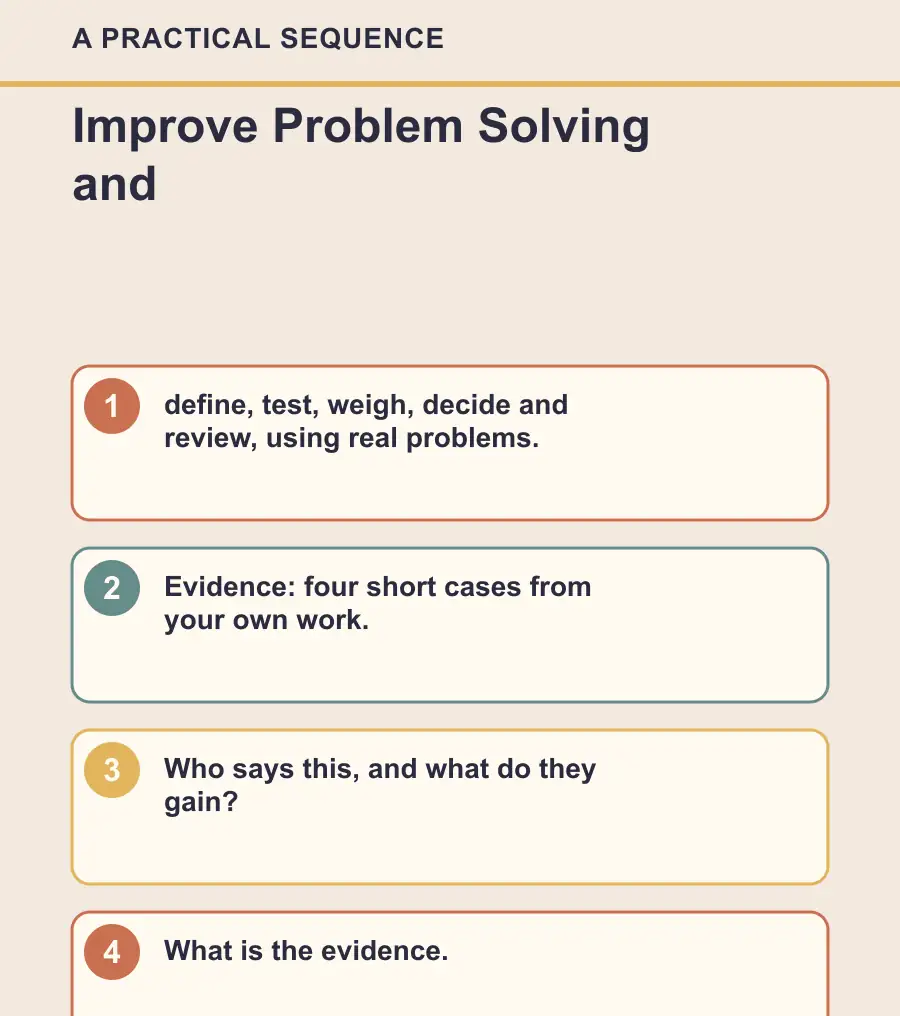 A PRACTICAL SEQUENCE
Improve Problem Solving
and
1
define, test, weigh, decide and
review, using real problems.
2
Evidence: four short cases from
your own work.
3
Who says this, and what do they
gain?
4
What is the evidence.